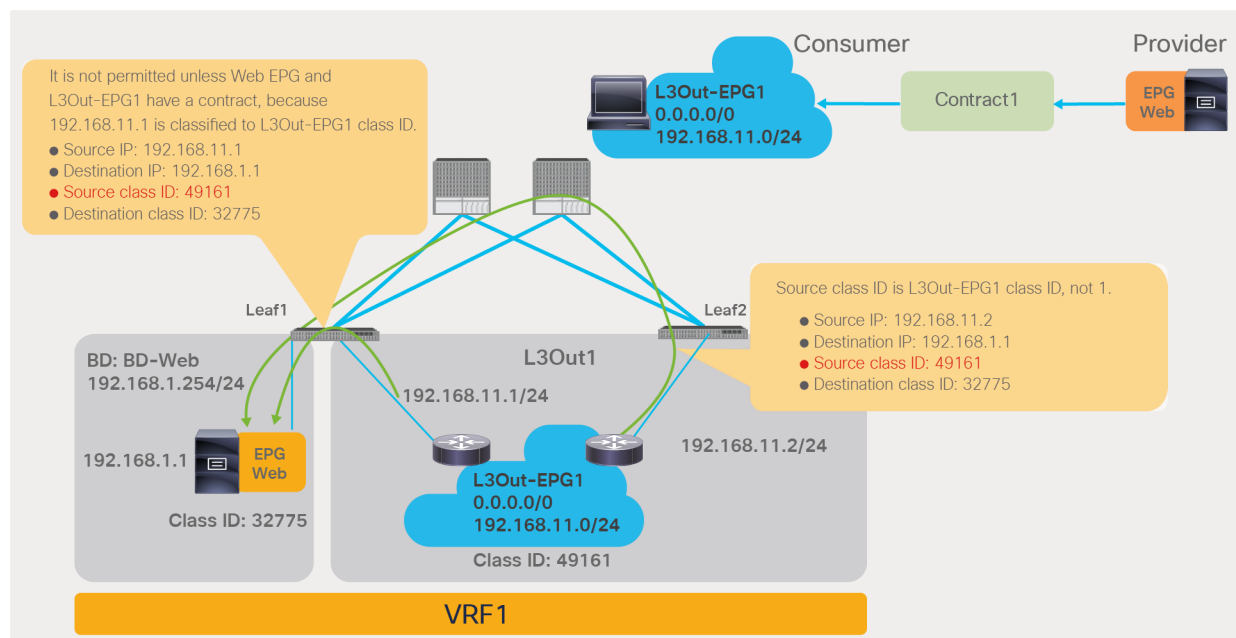 It is not permitted unless Web EPG and
L3Out-EPG1 have a contract, because
192.168.11.1 is classified to L3Out-EPG1 class ID.
● Source IP: 192.168.11.1
● Destination IP: 192.168.1.1
● Source class ID: 49161
● Destination class ID: 32775
Consumer
Provider
L3Out-EPG1
0.0.0.0/0
192.168.11.0/24
Contract1
EPG
Web
Leaf1
Leaf2
Source class ID is L3Out-EPG1 class ID, not 1.
● Source IP: 192.168.11.2
● Destination IP: 192.168.1.1
● Source class ID: 49161
● Destination class ID: 32775
BD: BD-Web
192.168.1.254/24
L3Out1
192.168.11.1/24
192.168.11.2/24
192.168.1.1
EPG
Web
Class ID: 32775
L3Out-EPG1
0.0.0.0/0
192.168.11.0/24
Class ID: 49161
VRF1